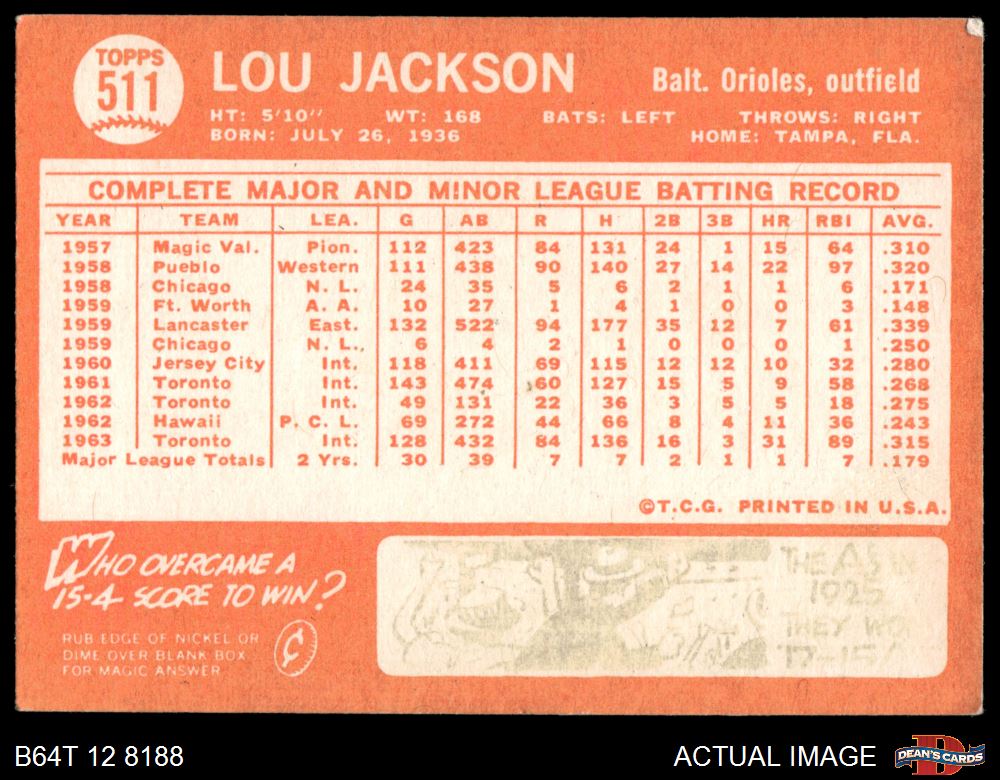 TOPPS
511
LOU JACKSON
Balt. Orioles, outfield
HT: 5'10" WT: 168 BATS: LEFT THROWS: RIGHT
BORN: JULY 26, 1936 HOME: TAMPA, FLA.
COMPLETE MAJOR AND MINOR LEAGUE BATTING RECORD
YEAR TEAM LEA. G AB R H 2B 3B HR RBI AVG.
1957 Magic Val. Pion. 112 423 84 131 24 1 15 64 .310
1958 Pueblo Western 111 438 90 140 27 14 22 97 .320
1958 Chicago N. L. 24 35 5 6 2 1 1 6 .171
1959 Ft. Worth A. A. 10 27 1 4 1 0 0 3 .148
1959 Lancaster East. 132 522 94 177 35 12 7 61 .339
1959 Chicago N. L. 6 4 2 1 0 0 0 1 .250
1960 Jersey City Int. 118 411 69 115 12 12 10 32 .280
1961 Toronto Int. 143 474 60 127 15 5 9 58 .268
1962 Toronto Int. 49 131 22 36 3 5 5 18 .275
1962 Hawaii P. C. L. 69 272 44 66 8 4 11 36 .243
1963 Toronto Int. 128 432 84 136 16 3 31 89 .315
Major League Totals 2 Yrs. 30 39 7 7 2 1 1 7 .179
©T.C.G. PRINTED IN U.S.A.
WHO OVERCAME A
15-4 SCORE TO WIN?
RUB EDGE OF NICKEL OR
DIME OVER BLANK BOX
FOR MAGIC ANSWER
THE A'S IN
1925
THEY
17-15
B64T 12 8188
ACTUAL IMAGE
DEAN'S CARDS